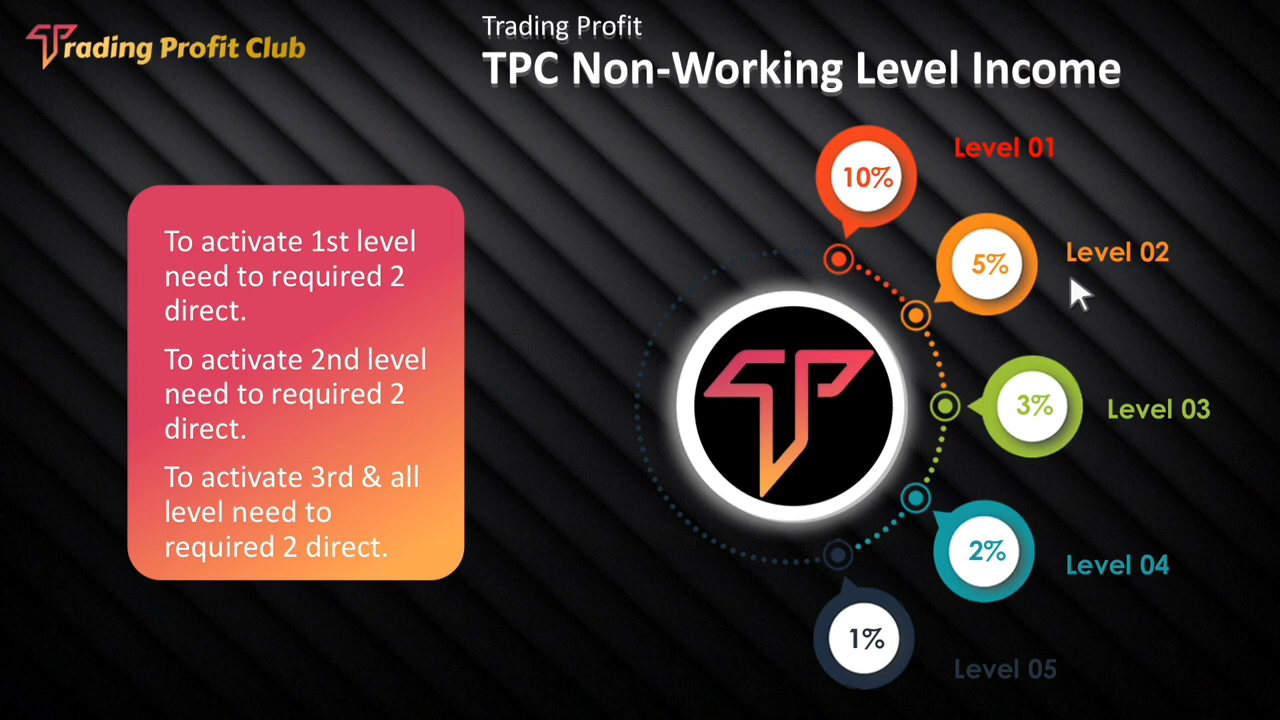 Trading Profit Club
Trading Profit
TPC Non-Working Level Income
To activate 1st level
need to required 2
direct.
To activate 2nd level
need to required 2
direct.
To activate 3rd & all
level need to
required 2 direct.
10%
Level 01
5%
Level 02
3%
Level 03
2%
Level 04
1%
Level 05